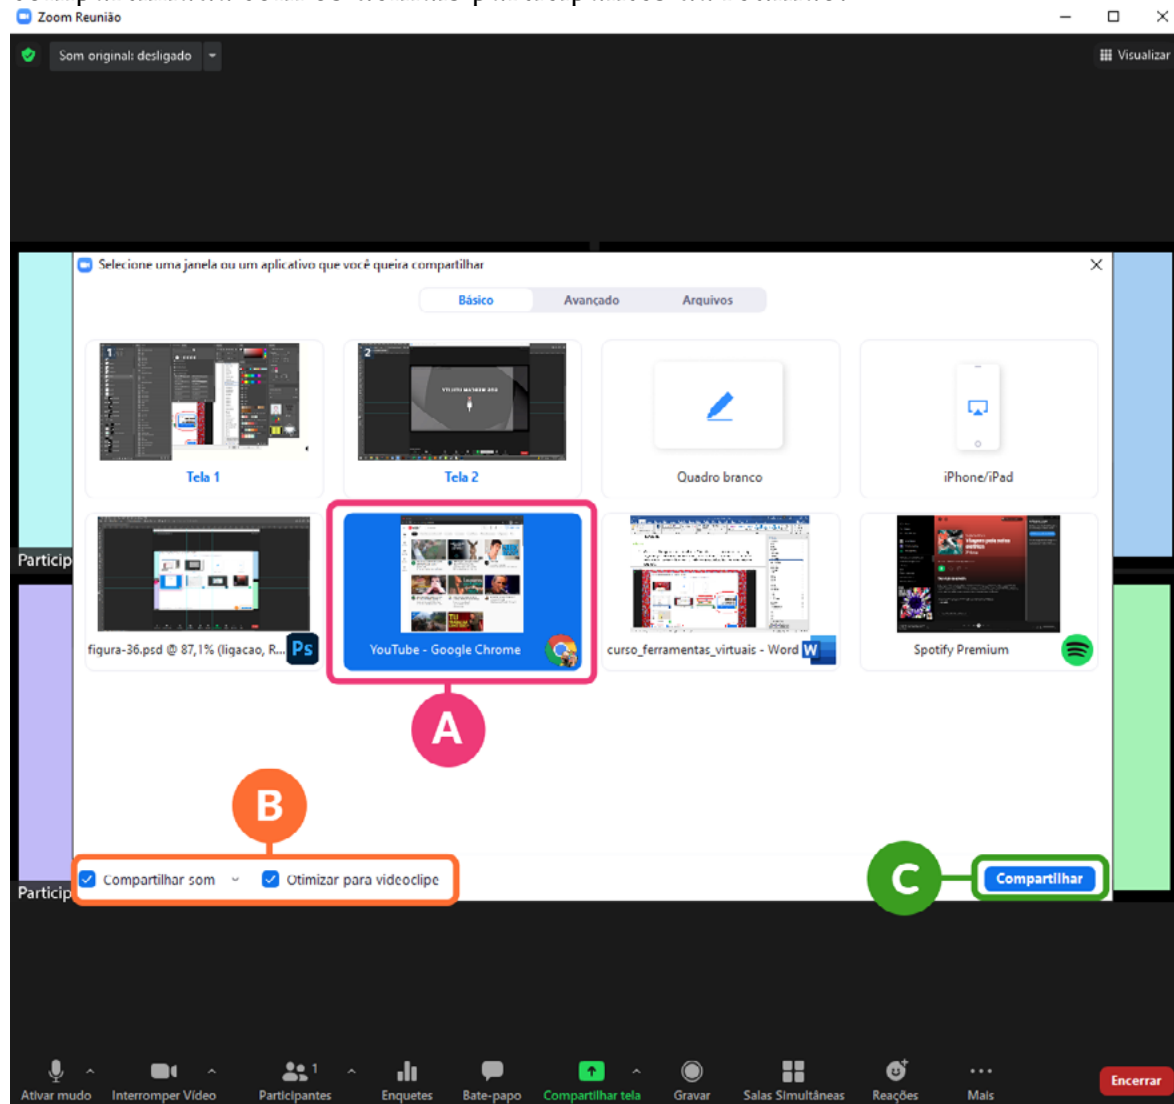 Zoom Reunião
Som original: desligado
Visualizar
Selecione uma janela ou um aplicativo que você queira compartilhar
Básico Avançado Arquivos
1
2
Tela 1 Tela 2 Quadro branco iPhone/iPad
Particip
figura-36.psd @ 87,1% (ligacao, R... Ps YouTube - Google Chrome curso_ferramentas_virtuais - Word W Spotify Premium
A
B
Compartilhar som Otimizar para videoclipe
C
Compartilhar
Particip
1
Ativar mudo Interromper Vídeo Participantes Enquetes Bate-papo Compartilhar tela Gravar Salas Simultâneas Reações Mais
Encerrar